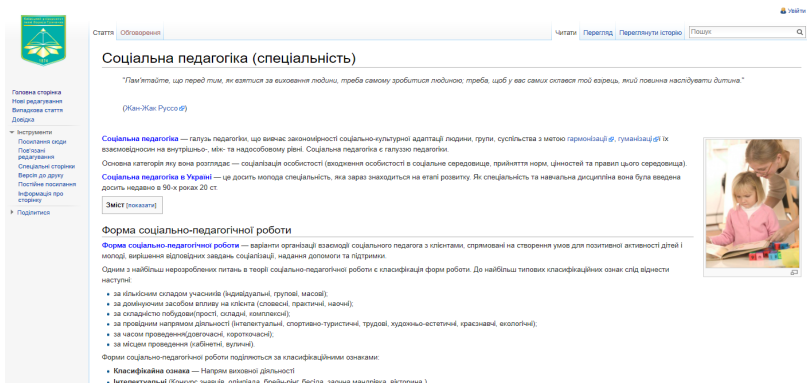 Увійти
Стаття Обговорення Читати Перегляд Переглянути історію Пошук
1919
Соціальна педагогіка (спеціальність)
"Пам'ятайте, що перед тим, як взятися за виховання людини, треба самому зробитися людиною; треба, щоб у вас самих склався той взірець, який повинна наслідувати дитина."
(Жан-Жак Руссо)
Головна сторінка
Нові редагування
Випадкова стаття
Довідка
Інструменти
Посилання сюди
Пов'язані
редагування
Спеціальні сторінки
Версія до друку
Постійне посилання
Інформація про
сторінку
Поділитися
Соціальна педагогіка — галузь педагогіки, що вивчає закономірності соціально-культурної адаптації людини, групи, суспільства з метою гармонізації, гуманізації їх
взаємовідносин на внутрішньо-, між- та надособовому рівні. Соціальна педагогіка є галуззю педагогіки.
Основна категорія яку вона розглядає — соціалізація особистості (входження особистості в соціальне середовище, прийняття норм, цінностей та правил цього середовища).
Соціальна педагогіка в Україні — це досить молода спеціальність, яка зараз знаходиться на етапі розвитку. Як спеціальність та навчальна дисципліна вона була введена
досить недавно в 90-х роках 20 ст.
Зміст [показати]
Форма соціально-педагогічної роботи
Форма соціально-педагогічної роботи — варіанти організації взаємодії соціального педагога з клієнтами, спрямовані на створення умов для позитивної активності дітей і
молоді, вирішення відповідних завдань соціалізації, надання допомоги та підтримки.
Одним з найбільш нерозроблених питань в теорії соціально-педагогічної роботи є класифікація форм роботи. До найбільш типових класифікаційних ознак слід віднести
наступні:
за кількісним складом учасників (індивідуальні, групові, масові);
за домінуючим засобом впливу на клієнта (словесні, практичні, наочні);
за складністю побудови(прості, складні, комплексні);
за провідним напрямом діяльності (інтелектуальні, спортивно-туристичні, трудові, художньо-естетичні, краєзнавчі, екологічні);
за часом проведення(довгочасні, короткочасні);
за місцем проведення (кабінетні, вуличні).
Форми соціально-педагогічної роботи поділяються за класифікаційними ознаками:
Класифікайна ознака — Напрям виховної діяльності
Інтелектуальні (Конкурс знавців, олімпіада, брейн-рінг, бесіда, заочна мандрівка, вікторина.)